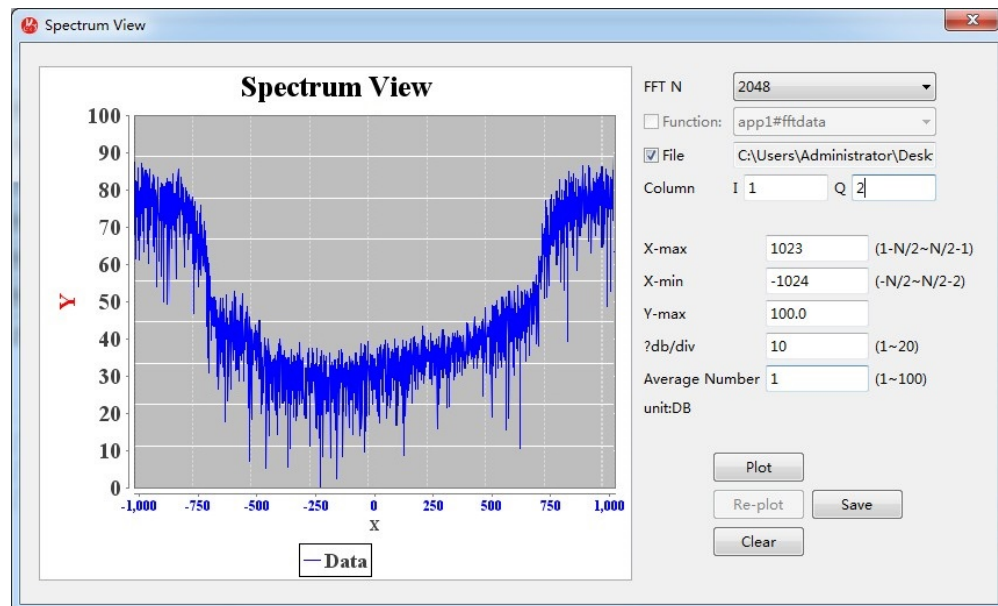 Spectrum View
Spectrum View
100
90
80
70
60
50
40
30
20
10
0
Y
-1,000 -750 -500 -250 0 250 500 750 1,000
X
Data
FFT N 2048
Function: app1#fftdata
File C:\Users\Administrator\Desk
Column I 1 Q 2
X-max 1023 (1-N/2~N/2-1)
X-min -1024 (-N/2~N/2-2)
Y-max 100.0
?db/div 10 (1~20)
Average Number 1 (1~100)
unit:DB
Plot
Re-plot Save
Clear